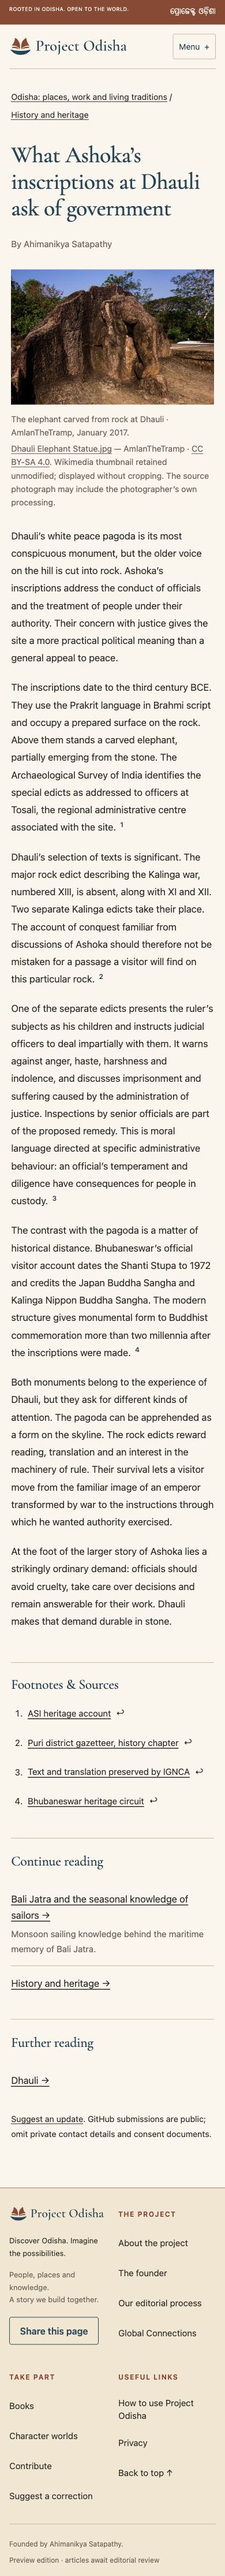 ROOTED IN ODISHA. OPEN TO THE WORLD.
ପ୍ରୋଜେକ୍ଟ ଓଡ଼ିଶା
Project Odisha
Menu +
Odisha: places, work and living traditions /
History and heritage
What Ashoka’s
inscriptions at Dhauli
ask of government
By Ahimanikya Satapathy
The elephant carved from rock at Dhauli ·
AmlanTheTramp, January 2017.
Dhauli Elephant Statue.jpg — AmlanTheTramp · CC
BY-SA 4.0. Wikimedia thumbnail retained
unmodified; displayed without cropping. The source
photograph may include the photographer’s own
processing.
Dhauli’s white peace pagoda is its most
conspicuous monument, but the older voice
on the hill is cut into rock. Ashoka’s
inscriptions address the conduct of officials
and the treatment of people under their
authority. Their concern with justice gives the
site a more practical political meaning than a
general appeal to peace.
The inscriptions date to the third century BCE.
They use the Prakrit language in Brahmi script
and occupy a prepared surface on the rock.
Above them stands a carved elephant,
partially emerging from the stone. The
Archaeological Survey of India identifies the
special edicts as addressed to officers at
Tosali, the regional administrative centre
associated with the site. 1
Dhauli’s selection of texts is significant. The
major rock edict describing the Kalinga war,
numbered XIII, is absent, along with XI and XII.
Two separate Kalinga edicts take their place.
The account of conquest familiar from
discussions of Ashoka should therefore not be
mistaken for a passage a visitor will find on
this particular rock. 2
One of the separate edicts presents the ruler’s
subjects as his children and instructs judicial
officers to deal impartially with them. It warns
against anger, haste, harshness and
indolence, and discusses imprisonment and
suffering caused by the administration of
justice. Inspections by senior officials are part
of the proposed remedy. This is moral
language directed at specific administrative
behaviour: an official’s temperament and
diligence have consequences for people in
custody. 3
The contrast with the pagoda is a matter of
historical distance. Bhubaneswar’s official
visitor account dates the Shanti Stupa to 1972
and credits the Japan Buddha Sangha and
Kalinga Nippon Buddha Sangha. The modern
structure gives monumental form to Buddhist
commemoration more than two millennia after
the inscriptions were made. 4
Both monuments belong to the experience of
Dhauli, but they ask for different kinds of
attention. The pagoda can be apprehended as
a form on the skyline. The rock edicts reward
reading, translation and an interest in the
machinery of rule. Their survival lets a visitor
move from the familiar image of an emperor
transformed by war to the instructions through
which he wanted authority exercised.
At the foot of the larger story of Ashoka lies a
strikingly ordinary demand: officials should
avoid cruelty, take care over decisions and
remain answerable for their work. Dhauli
makes that demand durable in stone.
Footnotes & Sources
1. ASI heritage account ↩
2. Puri district gazetteer, history chapter ↩
3. Text and translation preserved by IGNCA ↩
4. Bhubaneswar heritage circuit ↩
Continue reading
Bali Jatra and the seasonal knowledge of
sailors →
Monsoon sailing knowledge behind the maritime
memory of Bali Jatra.
History and heritage →
Further reading
Dhauli →
Suggest an update. GitHub submissions are public;
omit private contact details and consent documents.
Project Odisha
Discover Odisha. Imagine
the possibilities.
People, places and
knowledge.
A story we build together.
Share this page
THE PROJECT
About the project
The founder
Our editorial process
Global Connections
TAKE PART
Books
Character worlds
Contribute
Suggest a correction
USEFUL LINKS
How to use Project
Odisha
Privacy
Back to top ↑
Founded by Ahimanikya Satapathy.
Preview edition · articles await editorial review